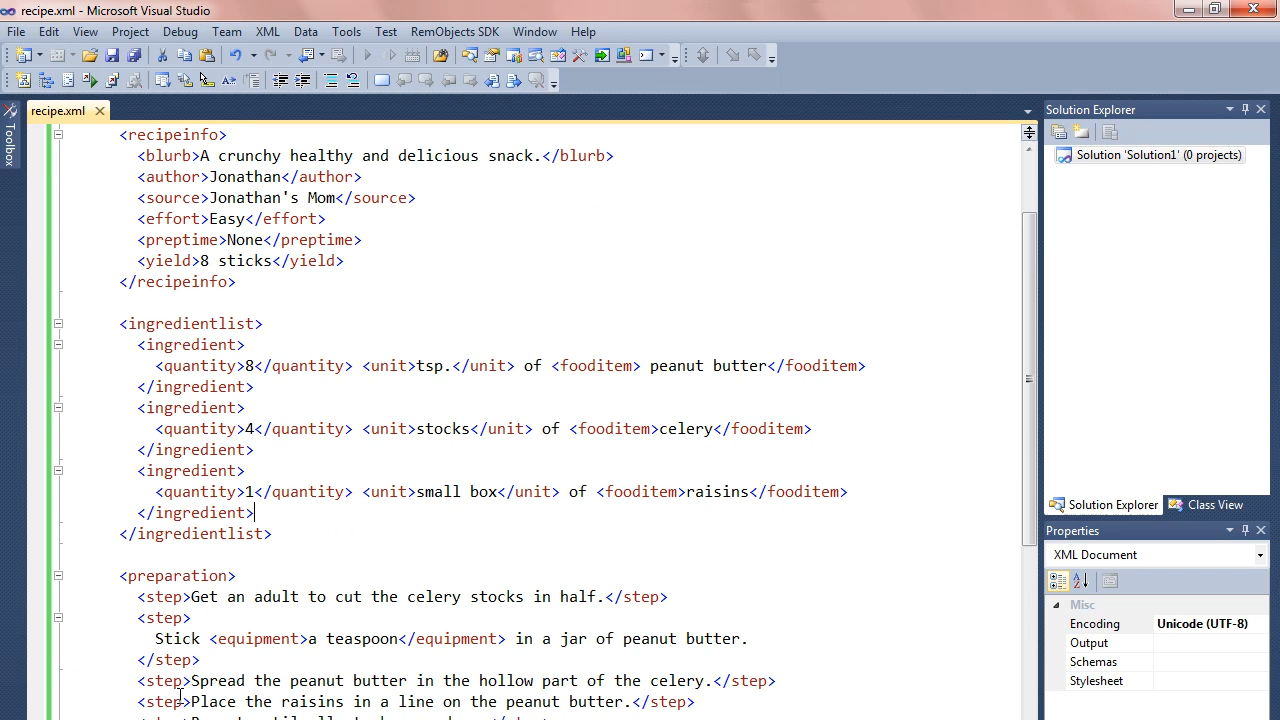 recipe.xml - Microsoft Visual Studio
File Edit View Project Debug Team XML Data Tools Test RemObjects SDK Window Help
recipe.xml
Toolbox
<recipeinfo>
<blurb>A crunchy healthy and delicious snack.</blurb>
<author>Jonathan</author>
<source>Jonathan's Mom</source>
<effort>Easy</effort>
<preptime>None</preptime>
<yield>8 sticks</yield>
</recipeinfo>
<ingredientlist>
<ingredient>
<quantity>8</quantity> <unit>tsp.</unit> of <fooditem> peanut butter</fooditem>
</ingredient>
<ingredient>
<quantity>4</quantity> <unit>stocks</unit> of <fooditem>celery</fooditem>
</ingredient>
<ingredient>
<quantity>1</quantity> <unit>small box</unit> of <fooditem>raisins</fooditem>
</ingredient>
</ingredientlist>
<preparation>
<step>Get an adult to cut the celery stocks in half.</step>
<step>
Stick <equipment>a teaspoon</equipment> in a jar of peanut butter.
</step>
<step>Spread the peanut butter in the hollow part of the celery.</step>
<step>Place the raisins in a line on the peanut butter.</step>
Solution Explorer
Solution 'Solution1' (0 projects)
Solution Explorer Class View
Properties
XML Document
Misc
Encoding Unicode (UTF-8)
Output
Schemas
Stylesheet